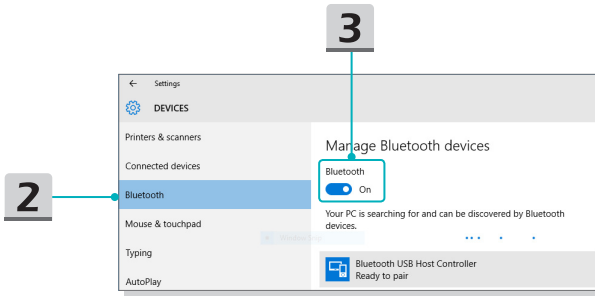 3
← Settings
DEVICES
Printers & scanners
Connected devices
2
Bluetooth
Mouse & touchpad
Typing
AutoPlay
Manage Bluetooth devices
Bluetooth
On
Your PC is searching for and can be discovered by Bluetooth
devices.
Bluetooth USB Host Controller
Ready to pair